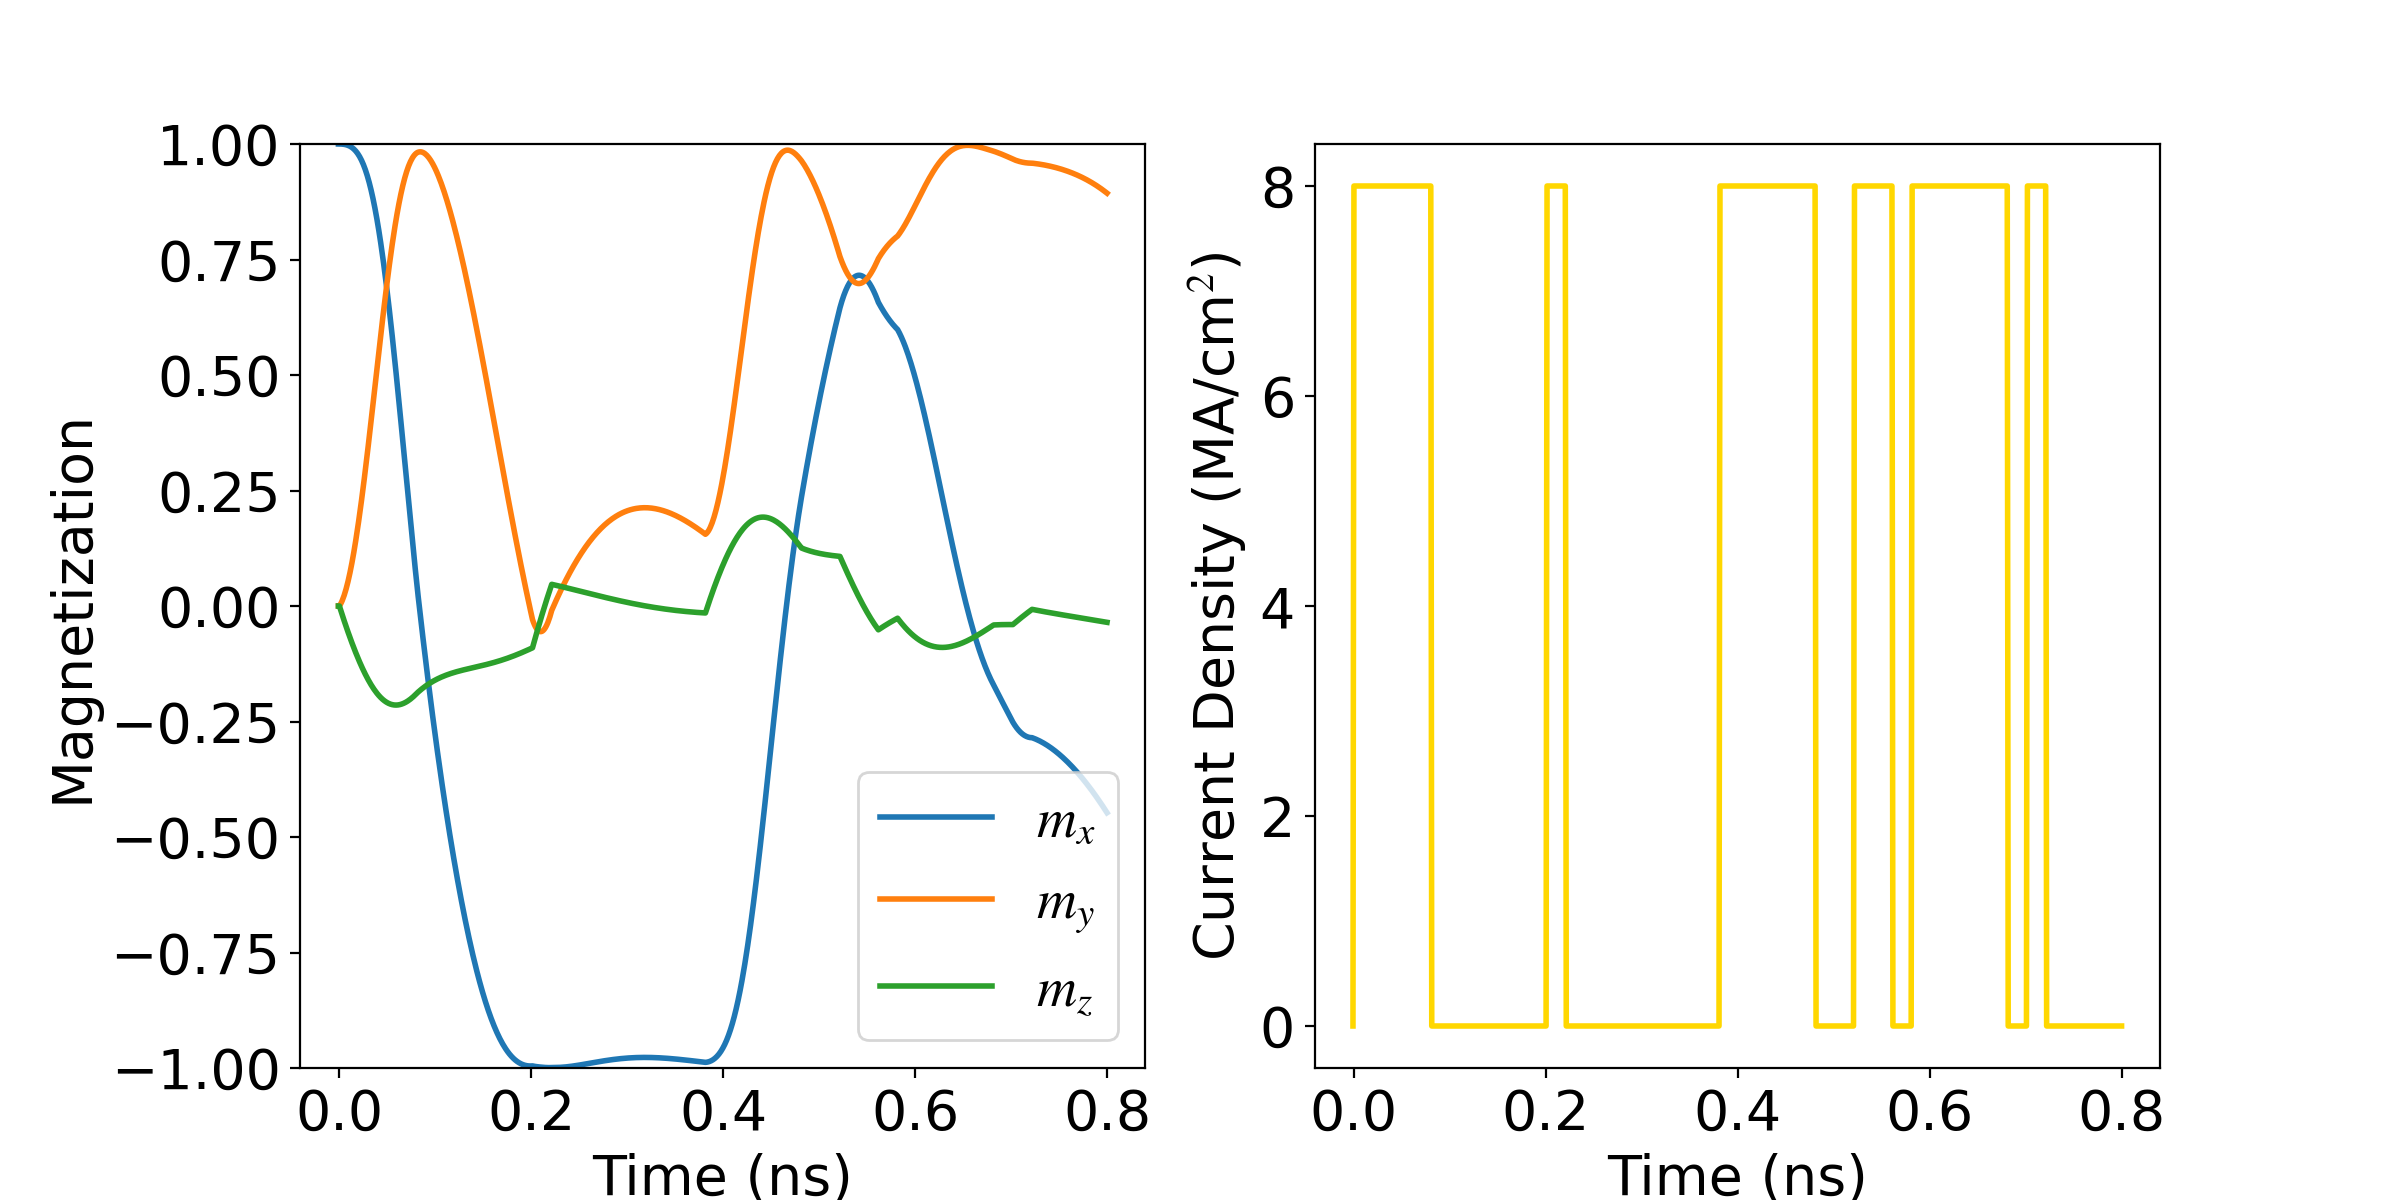 1.00
0.75
0.50
0.25
0.00
−0.25
−0.50
−0.75
−1.00
Magnetization
0.0 0.2 0.4 0.6 0.8
Time (ns)
m_x
m_y
m_z
8
6
4
2
0
Current Density (MA/cm²)
0.0 0.2 0.4 0.6 0.8
Time (ns)